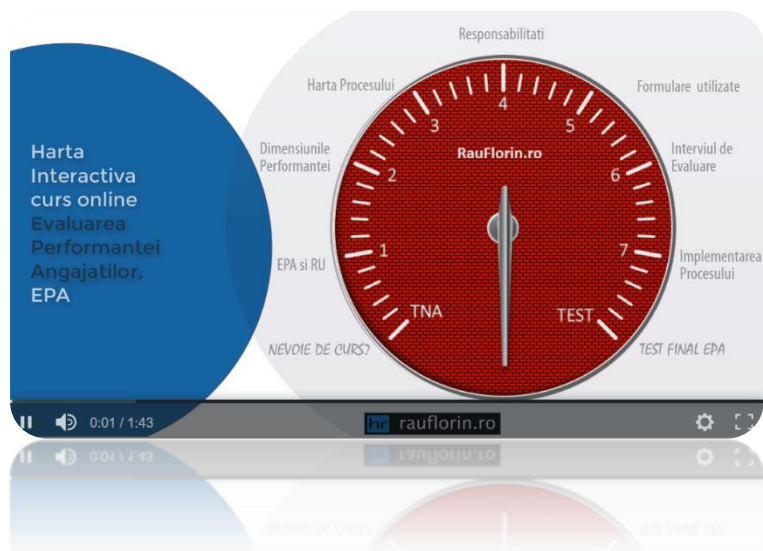 Harta
Interactiva
curs online
Evaluarea
Performantei
Angajatilor,
EPA
Responsabilitati
Harta Procesului
Formulare utilizate
Dimensiunile
Performantei
Interviul de
Evaluare
EPA si RU
Implementarea
Procesului
NEVOIE DE CURS?
TEST FINAL EPA
RauFlorin.ro
TNA
1
2
3
4
5
6
7
TEST
0:01 / 1:43
hr rauflorin.ro